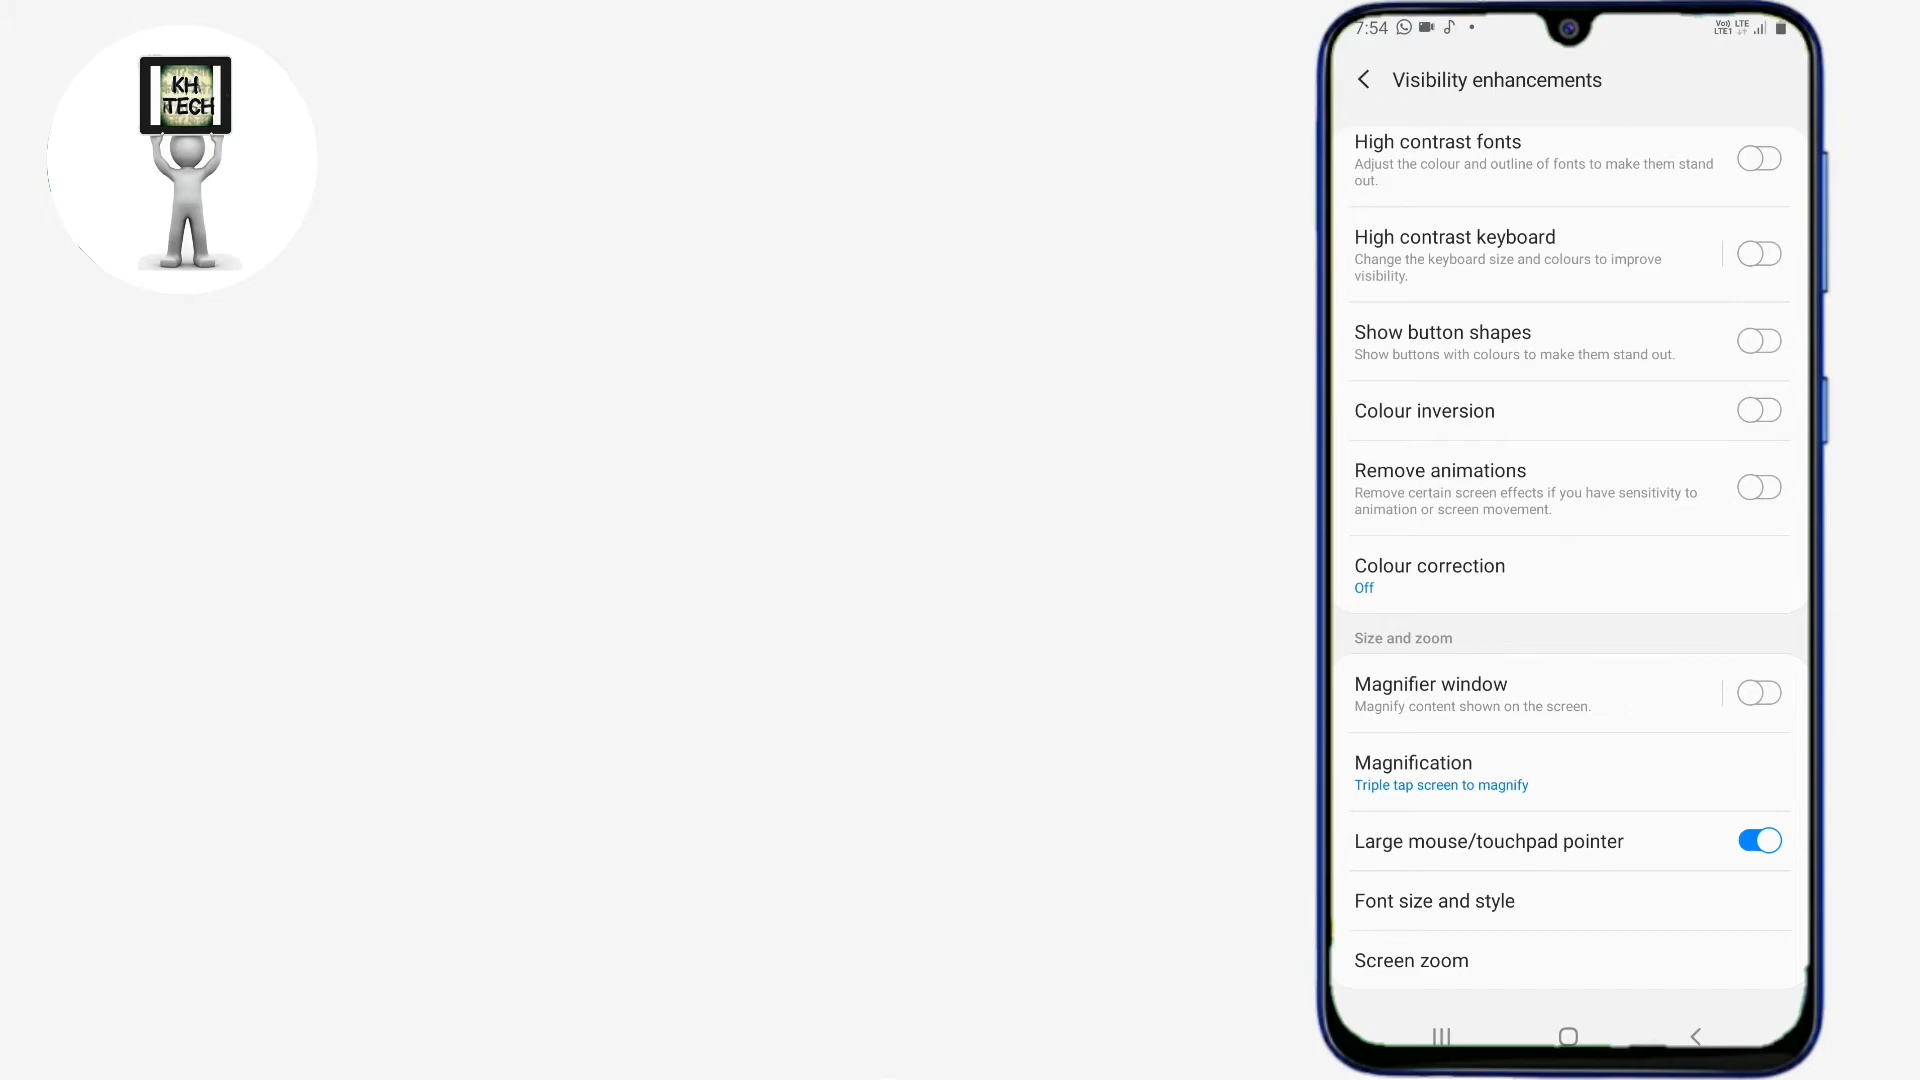 KH
TECH
7:54
Vo) LTE
LTE1
Visibility enhancements
High contrast fonts
Adjust the colour and outline of fonts to make them stand
out.
High contrast keyboard
Change the keyboard size and colours to improve
visibility.
Show button shapes
Show buttons with colours to make them stand out.
Colour inversion
Remove animations
Remove certain screen effects if you have sensitivity to
animation or screen movement.
Colour correction
Off
Size and zoom
Magnifier window
Magnify content shown on the screen.
Magnification
Triple tap screen to magnify
Large mouse/touchpad pointer
Font size and style
Screen zoom